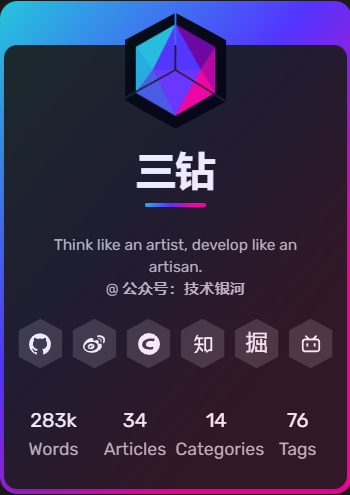 三钻
Think like an artist, develop like an
artisan.
@ 公众号：技术银河
知 掘
283k 34 14 76
Words Articles Categories Tags